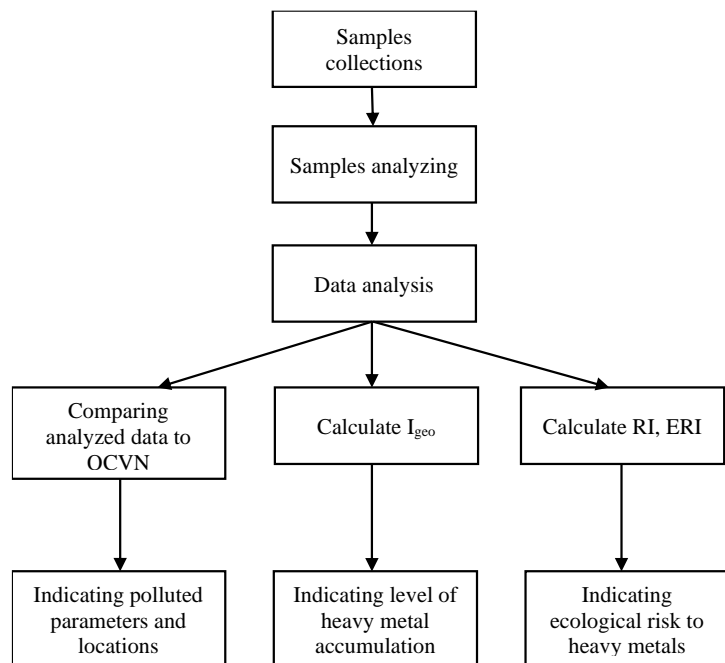 Samples
collections
Samples analyzing
Data analysis
Comparing
analyzed data to
OCVN
Calculate Igeo
Calculate RI, ERI
Indicating polluted
parameters and
locations
Indicating level of
heavy metal
accumulation
Indicating
ecological risk to
heavy metals